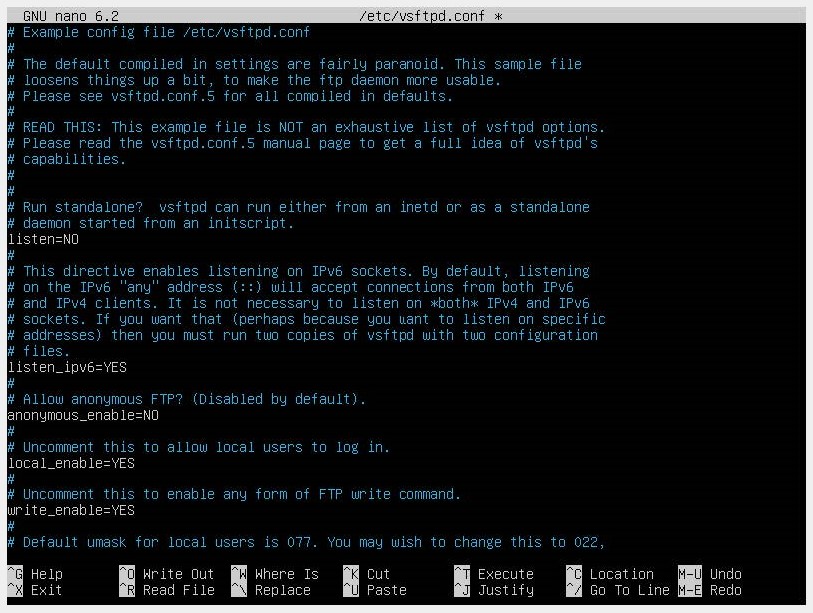 GNU nano 6.2 /etc/vsftpd.conf *
# Example config file /etc/vsftpd.conf
#
# The default compiled in settings are fairly paranoid. This sample file
# loosens things up a bit, to make the ftp daemon more usable.
# Please see vsftpd.conf.5 for all compiled in defaults.
#
# READ THIS: This example file is NOT an exhaustive list of vsftpd options.
# Please read the vsftpd.conf.5 manual page to get a full idea of vsftpd's
# capabilities.
#
#
# Run standalone?  vsftpd can run either from an inetd or as a standalone
# daemon started from an initscript.
listen=NO
#
# This directive enables listening on IPv6 sockets. By default, listening
# on the IPv6 "any" address (::) will accept connections from both IPv6
# and IPv4 clients. It is not necessary to listen on *both* IPv4 and IPv6
# sockets. If you want that (perhaps because you want to listen on specific
# addresses) then you must run two copies of vsftpd with two configuration
# files.
listen_ipv6=YES
#
# Allow anonymous FTP? (Disabled by default).
anonymous_enable=NO
#
# Uncomment this to allow local users to log in.
local_enable=YES
#
# Uncomment this to enable any form of FTP write command.
write_enable=YES
#
# Default umask for local users is 077. You may wish to change this to 022,
^G Help ^O Write Out ^W Where Is ^K Cut ^T Execute ^C Location M-U Undo
^X Exit ^R Read File ^\ Replace ^U Paste ^J Justify ^/ Go To Line M-E Redo